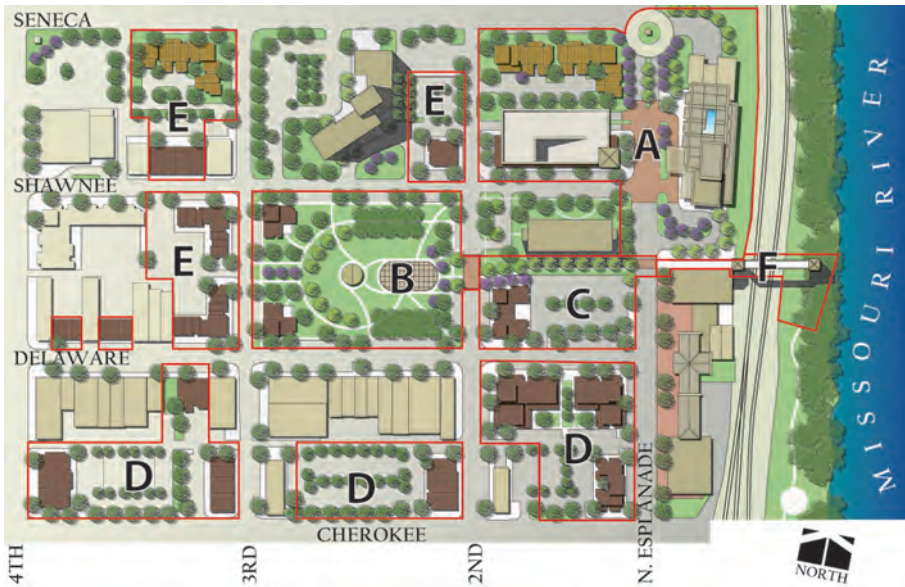 SENECA
E
E
A
SHAWNEE
E
B
C
F
MISSOURI RIVER
DELAWARE
D
D
D
CHEROKEE
4TH
3RD
2ND
N. ESPLANADE
NORTH